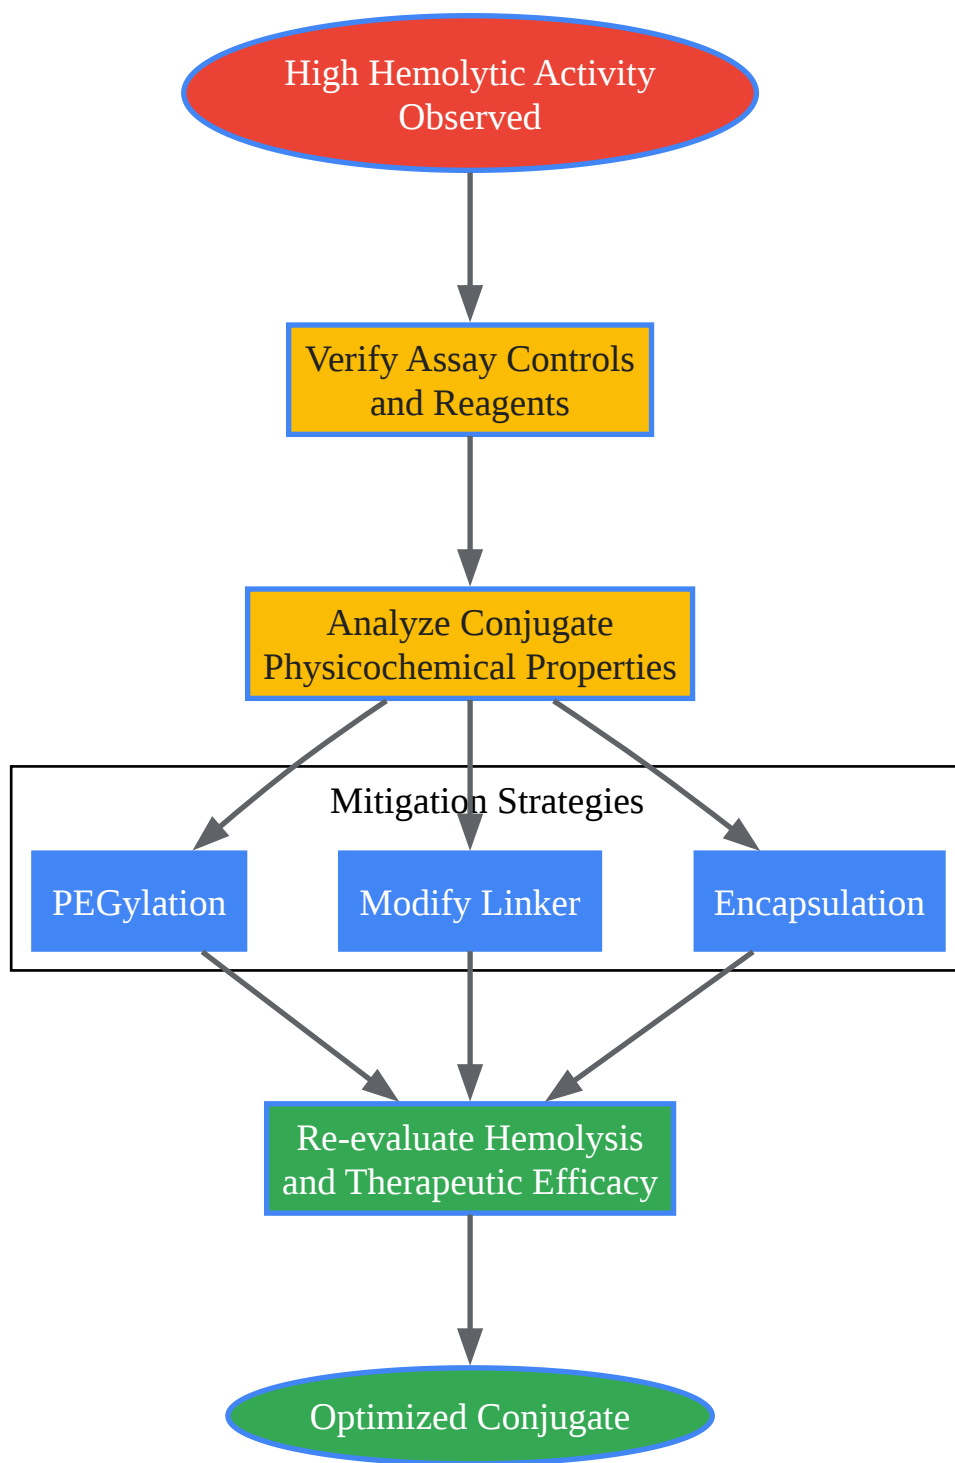 High Hemolytic Activity
Observed
Verify Assay Controls
and Reagents
Analyze Conjugate
Physicochemical Properties
Mitigation Strategies
PEGylation
Modify Linker
Encapsulation
Re-evaluate Hemolysis
and Therapeutic Efficacy
Optimized Conjugate